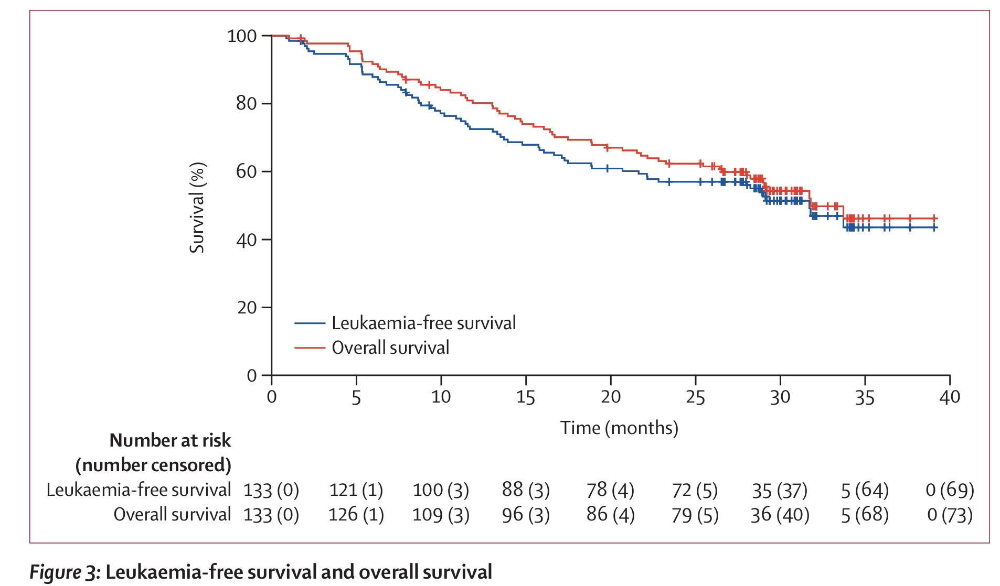 100
80
60
40
20
0
Survival (%)
Leukaemia-free survival
Overall survival
0 5 10 15 20 25 30 35 40
Time (months)
Number at risk
(number censored)
Leukaemia-free survival 133 (0) 121 (1) 100 (3) 88 (3) 78 (4) 72 (5) 35 (37) 5 (64) 0 (69)
Overall survival 133 (0) 126 (1) 109 (3) 96 (3) 86 (4) 79 (5) 36 (40) 5 (68) 0 (73)
Figure 3: Leukaemia-free survival and overall survival